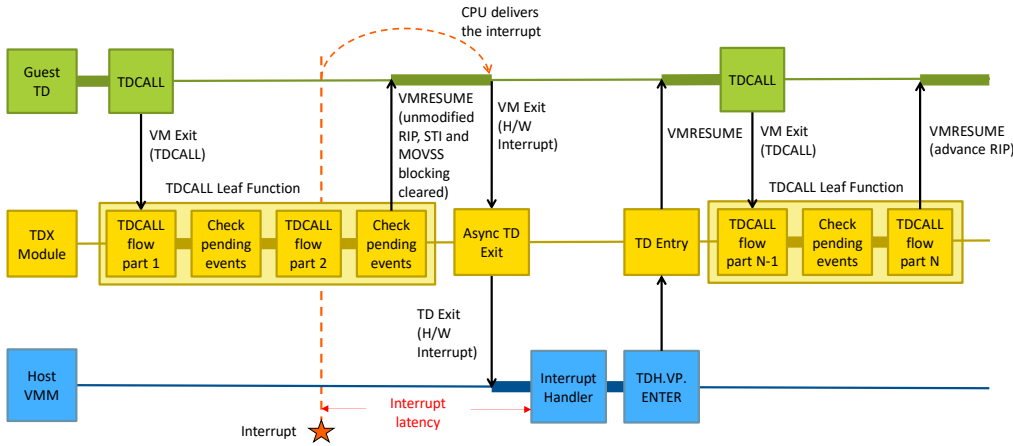 CPU delivers
the interrupt
Guest
TD
TDCALL
TDCALL
VM Exit
(TDCALL)
VMRESUME
(unmodified
RIP, STI and
MOVSS
blocking
cleared)
VM Exit
(H/W
Interrupt)
VMRESUME
VM Exit
(TDCALL)
VMRESUME
(advance RIP)
TDCALL Leaf Function
TDCALL Leaf Function
TDX
Module
TDCALL
flow
part 1
Check
pending
events
TDCALL
flow
part 2
Check
pending
events
Async TD
Exit
TD Entry
TDCALL
flow
part N-1
Check
pending
events
TDCALL
flow
part N
TD Exit
(H/W
Interrupt)
Host
VMM
Interrupt
Handler
TDH.VP.
ENTER
Interrupt
latency
Interrupt